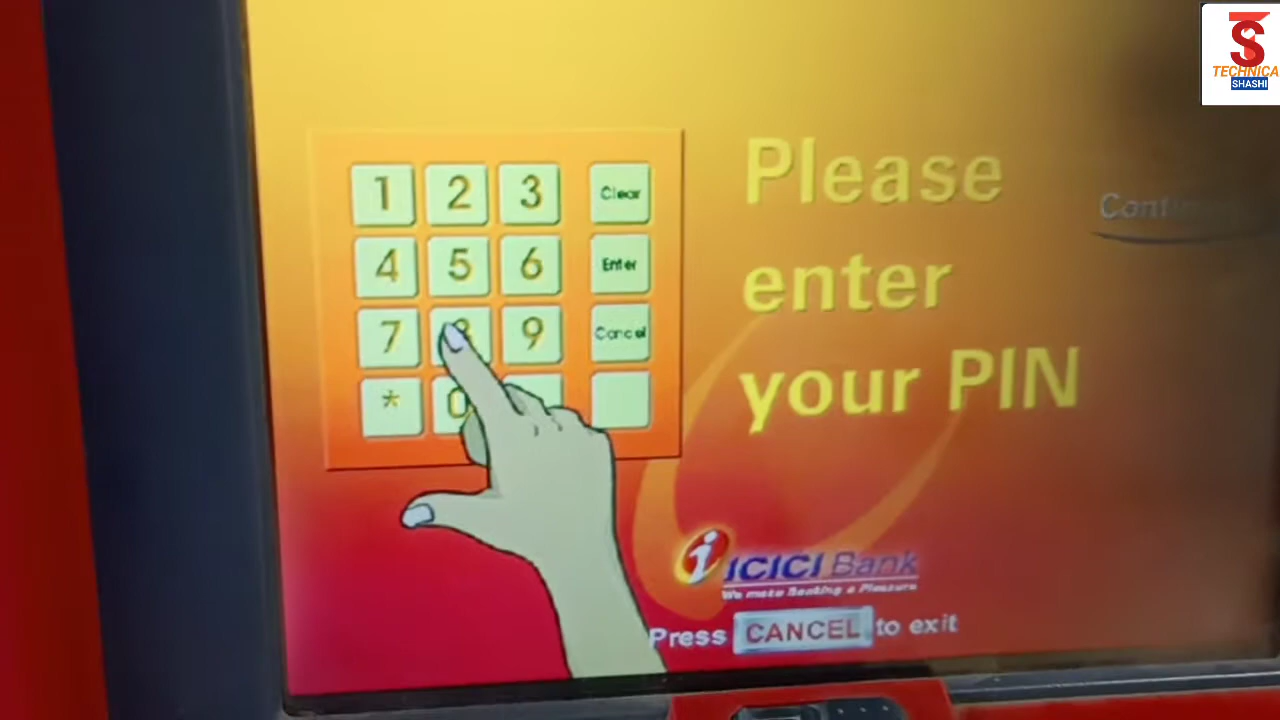 S
TECHNICA
SHASHI
1 2 3 Clear
4 5 6 Enter
7 8 9 Cancel
* 0
Please
enter
your PIN
i ICICI Bank
We make Banking a Pleasure
Press CANCEL to exit